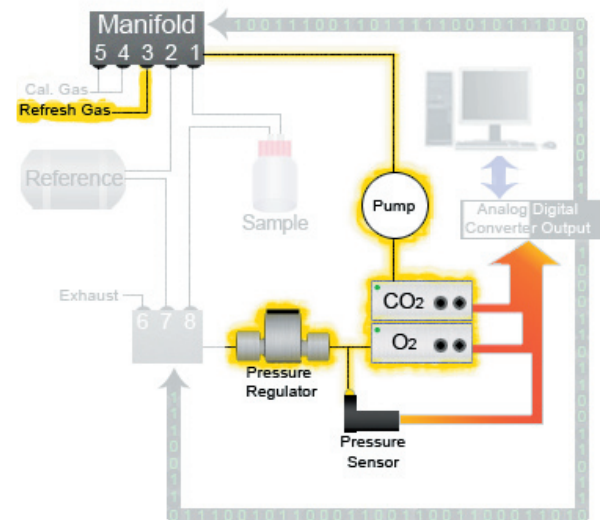 Manifold
5 4 3 2 1
Cal. Gas
Refresh Gas
Reference
Sample
Pump
Analog Digital
Converter Output
Exhaust
6 7 8
CO2
O2
Pressure
Regulator
Pressure
Sensor